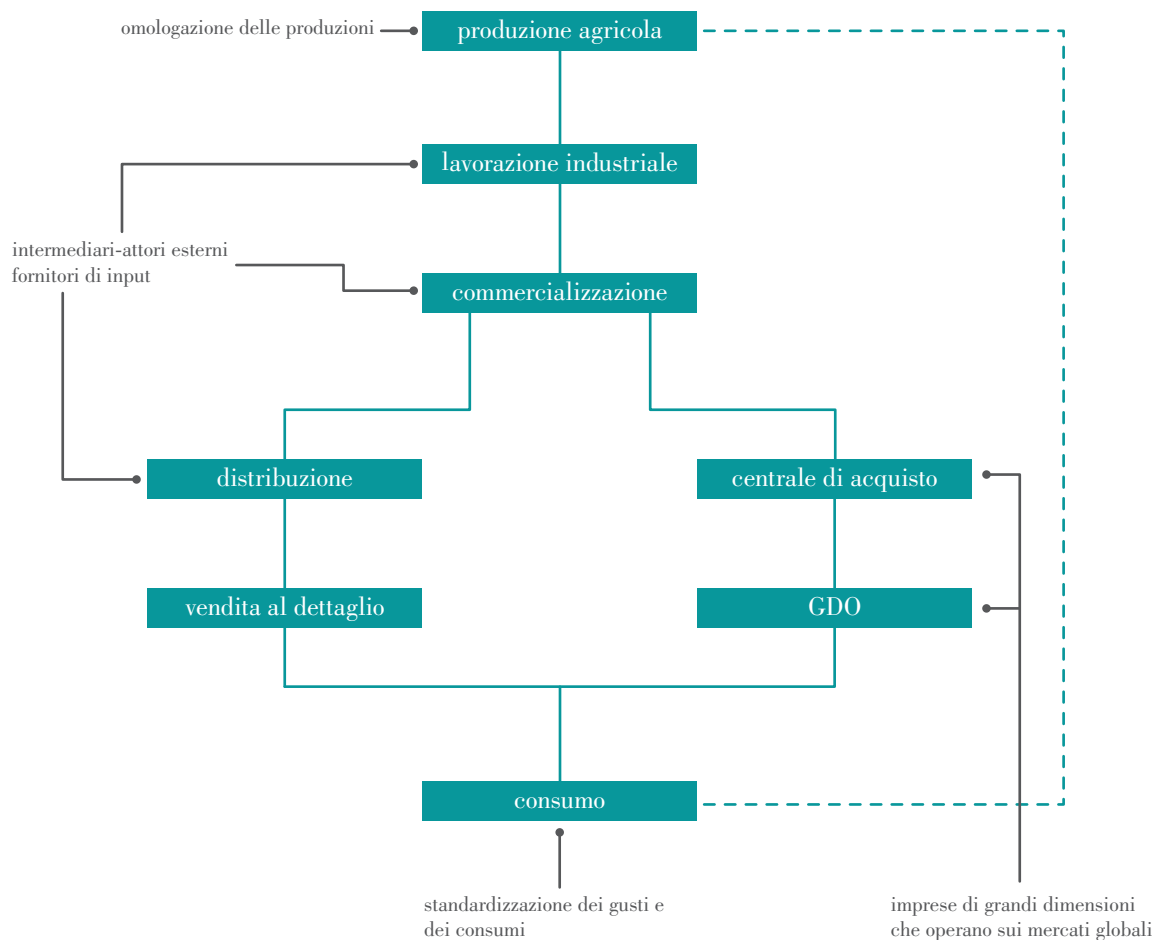 omologazione delle produzioni
produzione agricola
lavorazione industriale
intermediari-attori esterni
fornitori di input
commercializzazione
distribuzione
centrale di acquisto
vendita al dettaglio
GDO
consumo
standardizzazione dei gusti e
dei consumi
imprese di grandi dimensioni
che operano sui mercati globali